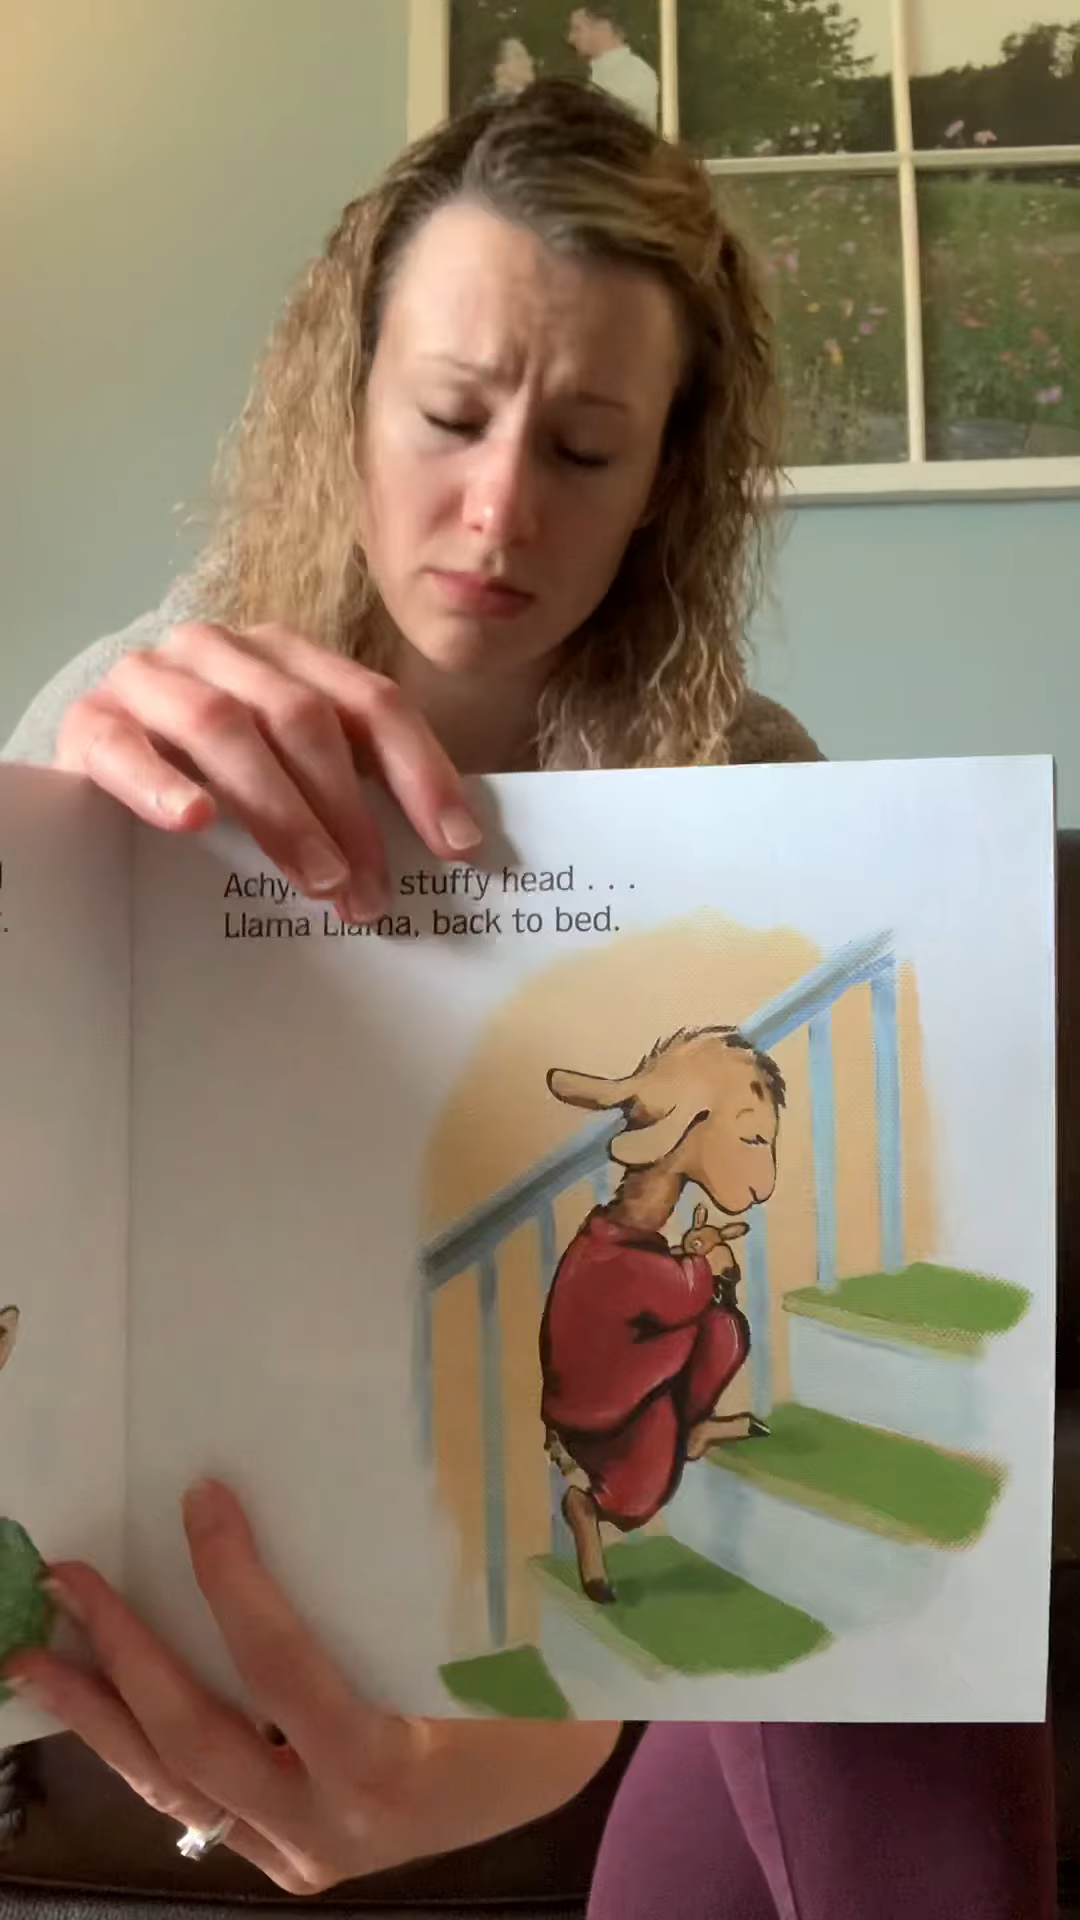 Achy, stuffy head . . .
Llama Llama, back to bed.